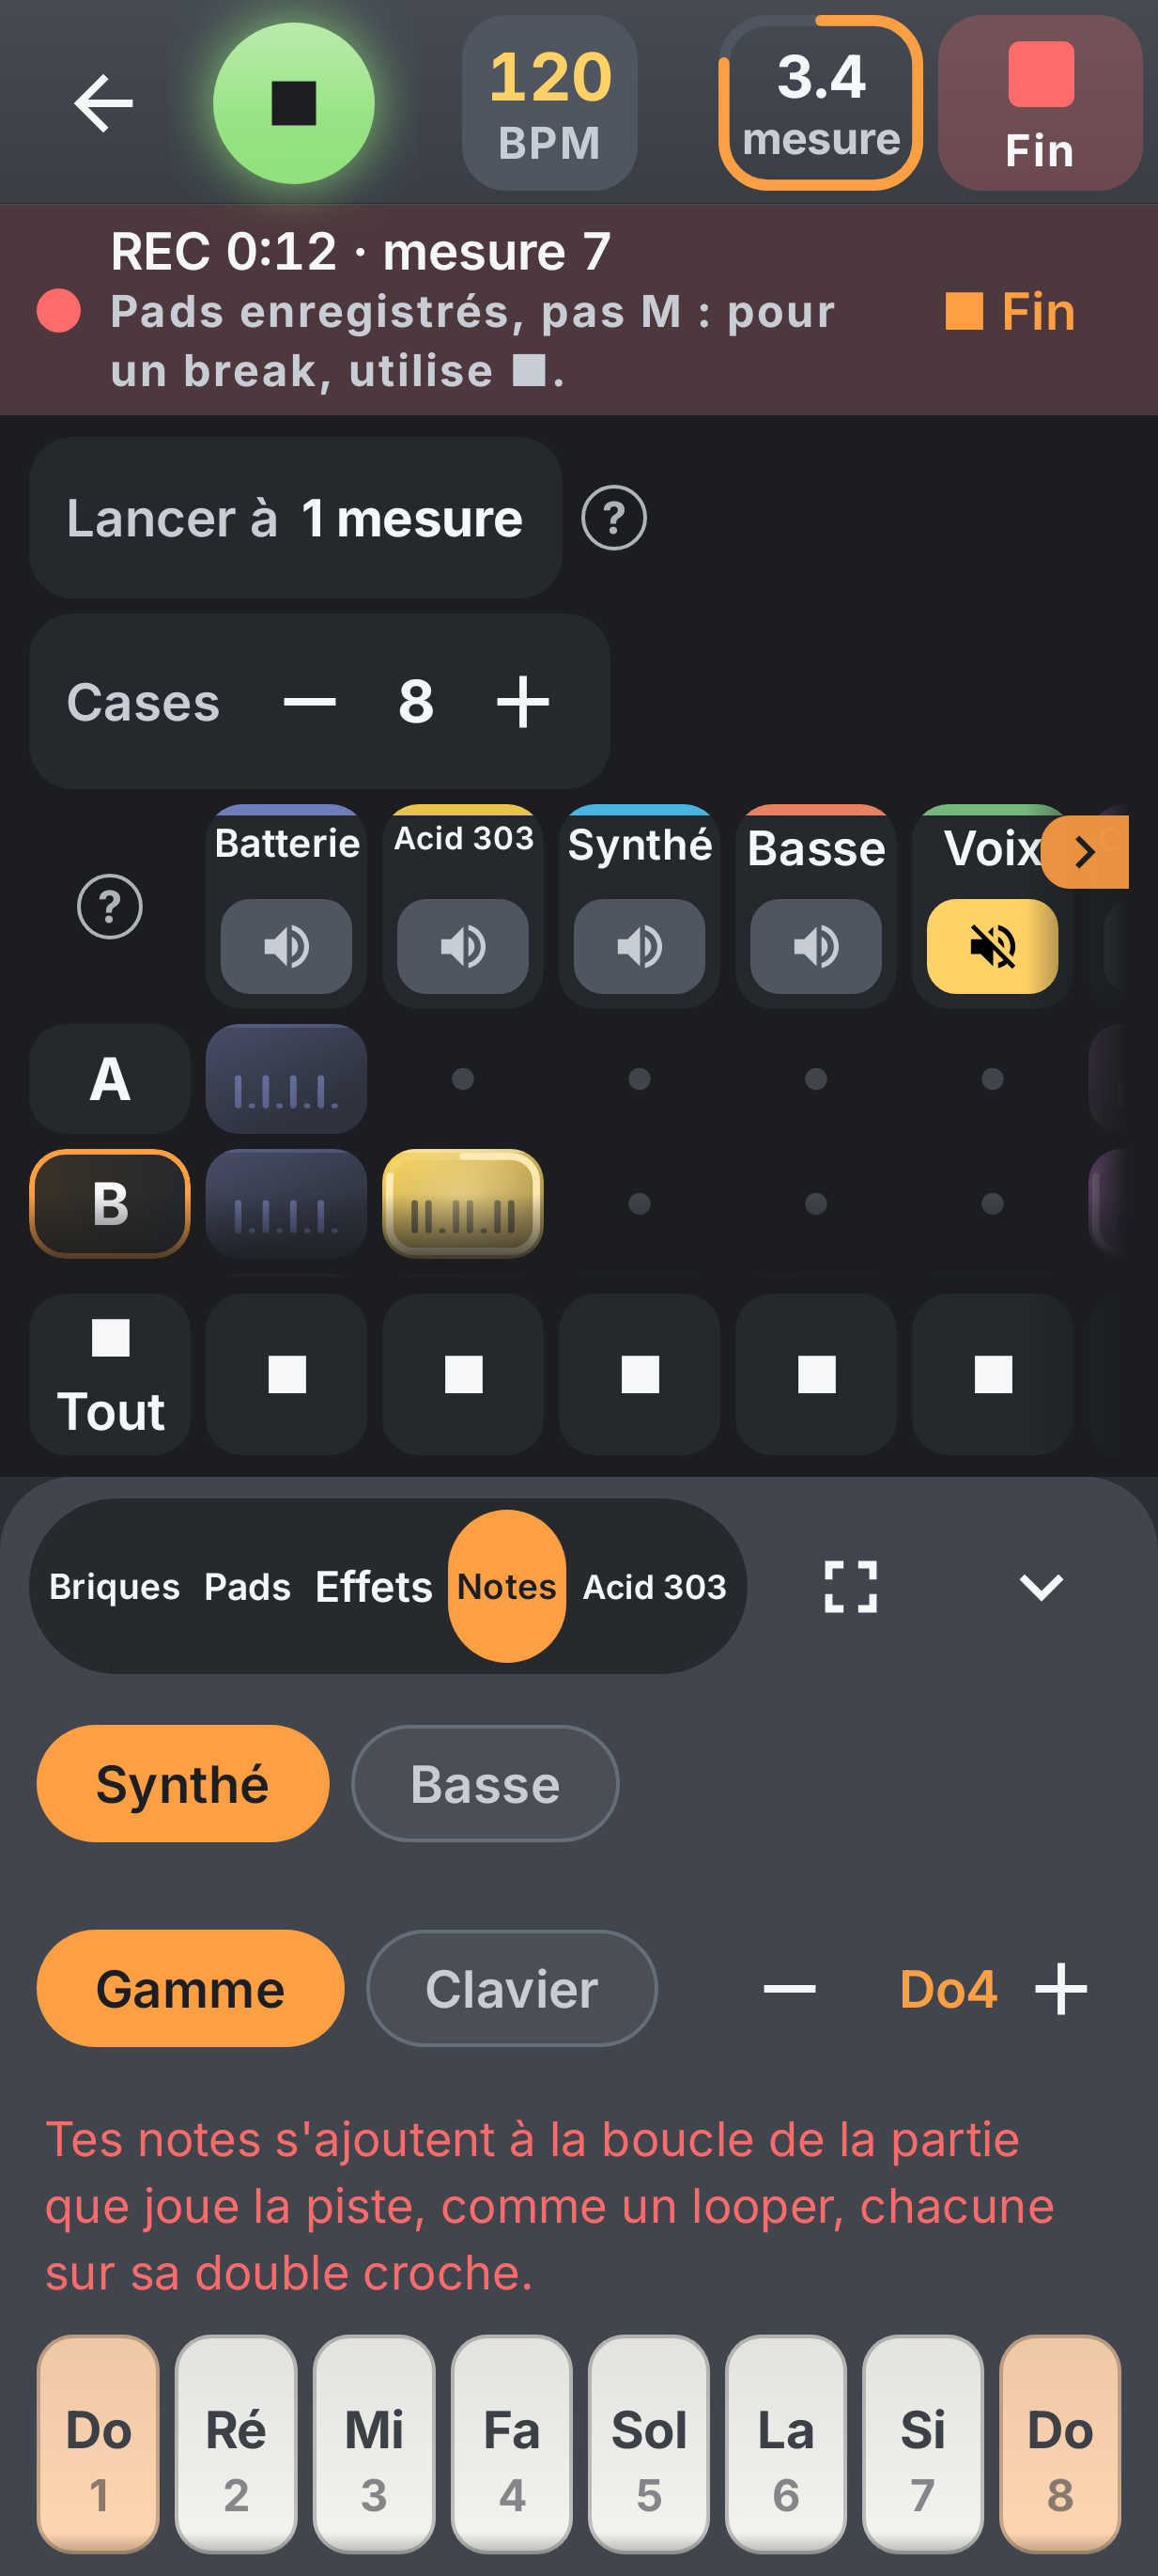 120
BPM
3.4
mesure
Fin
REC 0:12 · mesure 7
Pads enregistrés, pas M : pour
un break, utilise ■.
■ Fin
Lancer à 1 mesure
?
Cases − 8 +
?
Batterie
Acid 303
Synthé
Basse
Voix
A
B
Tout
Briques
Pads
Effets
Notes
Acid 303
Synthé
Basse
Gamme
Clavier
− Do4 +
Tes notes s'ajoutent à la boucle de la partie
que joue la piste, comme un looper, chacune
sur sa double croche.
Do Ré Mi Fa Sol La Si Do
1 2 3 4 5 6 7 8